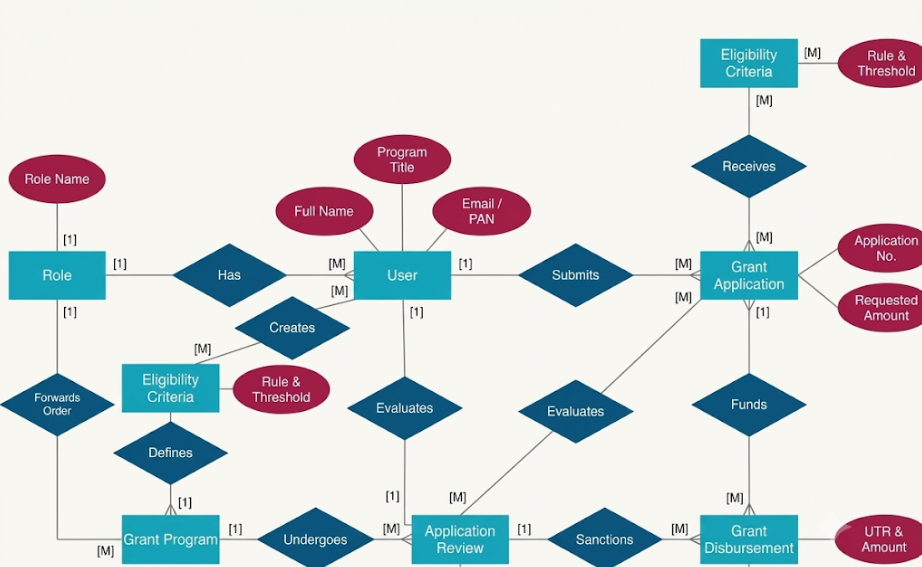 Eligibility
Criteria
[M]
Rule &
Threshold
[M]
Program
Title
Receives
Role Name
Full Name
Email /
PAN
[1]
[M]
Application
No.
Role
[1]
Has
[M]
User
[1]
Submits
[M]
Grant
Application
[M]
[M]
Requested
Amount
[1]
[1]
[1]
Creates
[M]
Eligibility
Criteria
Rule &
Threshold
Forwards
Order
Evaluates
Evaluates
Funds
Defines
[1]
[1]
[M]
[M]
Grant Program
[M]
[1]
Undergoes
[M]
Application
Review
[1]
Sanctions
[M]
Grant
Disbursement
UTR &
Amount